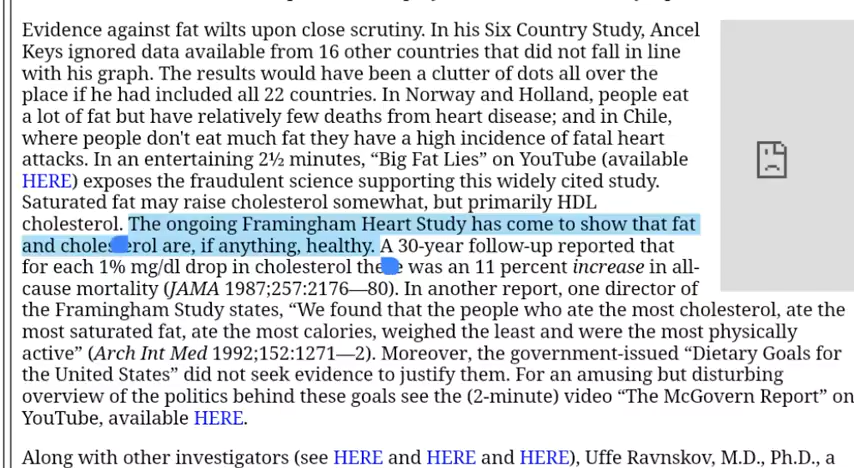 Evidence against fat wilts upon close scrutiny. In his Six Country Study, Ancel
Keys ignored data available from 16 other countries that did not fall in line
with his graph. The results would have been a clutter of dots all over the
place if he had included all 22 countries. In Norway and Holland, people eat
a lot of fat but have relatively few deaths from heart disease; and in Chile,
where people don't eat much fat they have a high incidence of fatal heart
attacks. In an entertaining 2½ minutes, “Big Fat Lies” on YouTube (available
HERE) exposes the fraudulent science supporting this widely cited study.
Saturated fat may raise cholesterol somewhat, but primarily HDL
cholesterol. The ongoing Framingham Heart Study has come to show that fat
and cholesterol are, if anything, healthy. A 30-year follow-up reported that
for each 1% mg/dl drop in cholesterol there was an 11 percent increase in all-
cause mortality (JAMA 1987;257:2176—80). In another report, one director of
the Framingham Study states, “We found that the people who ate the most cholesterol, ate the
most saturated fat, ate the most calories, weighed the least and were the most physically
active” (Arch Int Med 1992;152:1271—2). Moreover, the government-issued “Dietary Goals for
the United States” did not seek evidence to justify them. For an amusing but disturbing
overview of the politics behind these goals see the (2-minute) video “The McGovern Report” on
YouTube, available HERE.
Along with other investigators (see HERE and HERE and HERE), Uffe Ravnskov, M.D., Ph.D., a